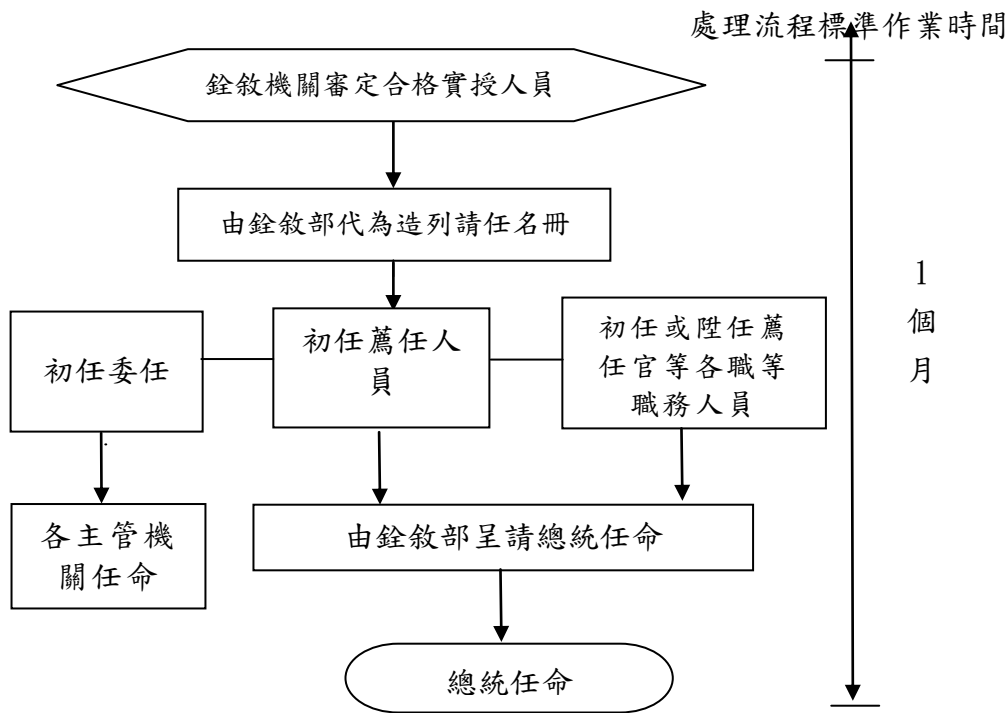 處理流程標準作業時間
銓敘機關審定合格實授人員
由銓敘部代為造列請任名冊
初任委任
初任薦任人
員
初任或陞任薦
任官等各職等
職務人員
1
個
月
各主管機
關任命
由銓敘部呈請總統任命
總統任命